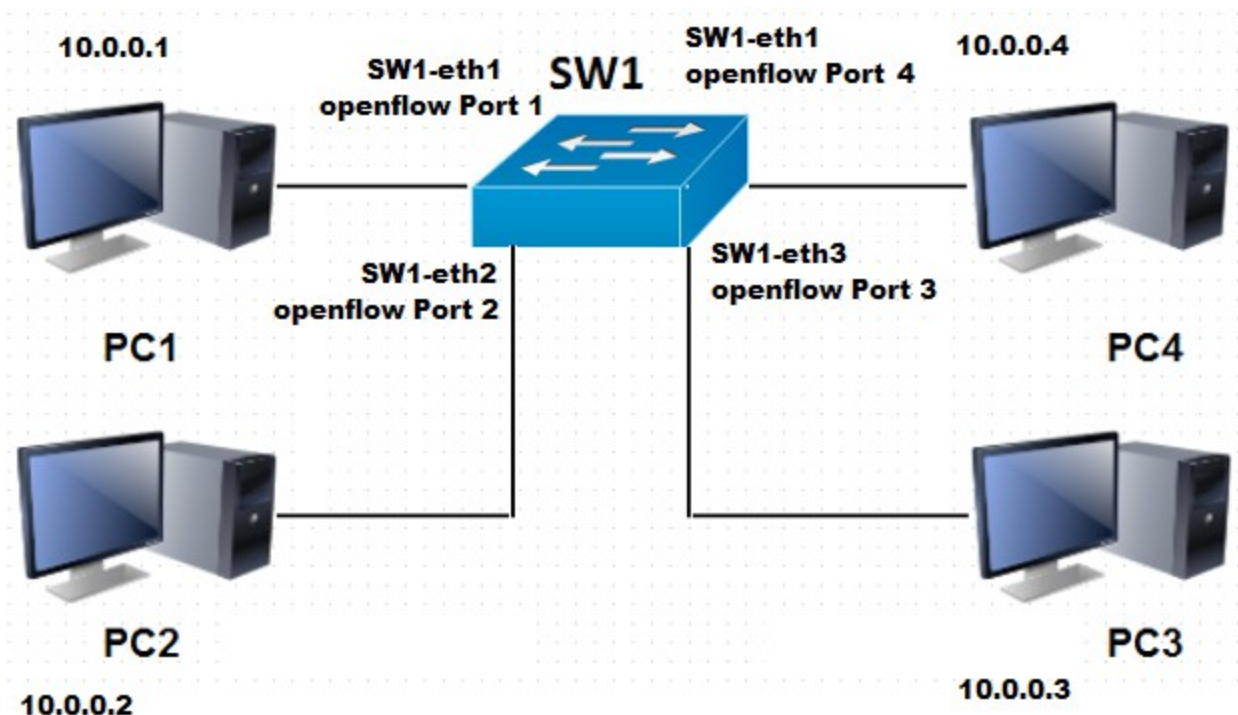 10.0.0.1
SW1-eth1
openflow Port 1
SW1
SW1-eth1
openflow Port 4
10.0.0.4
SW1-eth2
openflow Port 2
SW1-eth3
openflow Port 3
PC1
PC4
PC2
PC3
10.0.0.2
10.0.0.3